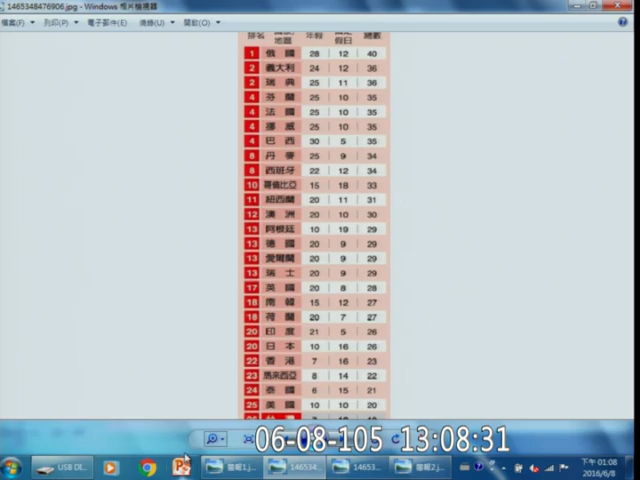 1465348476906.jpg - Windows 相片檢視器
檔案(F) 列印(P) 電子郵件(E) 燒錄(U) 開啟(O)
排名 地區 年假 假日 總數
1 俄國 28 12 40
2 義大利 24 12 36
2 瑞典 25 11 36
4 芬蘭 25 10 35
4 法國 25 10 35
4 挪威 25 10 35
4 巴西 30 5 35
8 丹麥 25 9 34
8 西班牙 22 12 34
10 哥倫比亞 15 18 33
11 紐西蘭 20 11 31
12 澳洲 20 10 30
13 阿根廷 10 19 29
13 德國 20 9 29
13 愛爾蘭 20 9 29
13 瑞士 20 9 29
17 英國 20 8 28
18 南韓 15 12 27
18 荷蘭 20 7 27
20 印度 21 5 26
20 日本 10 16 26
22 香港 7 16 23
23 馬來西亞 8 14 22
24 泰國 6 15 21
25 美國 10 10 20
06-08-105 13:08:31
USB DI... 146534... 14653...
下午 01:08
2016/6/8